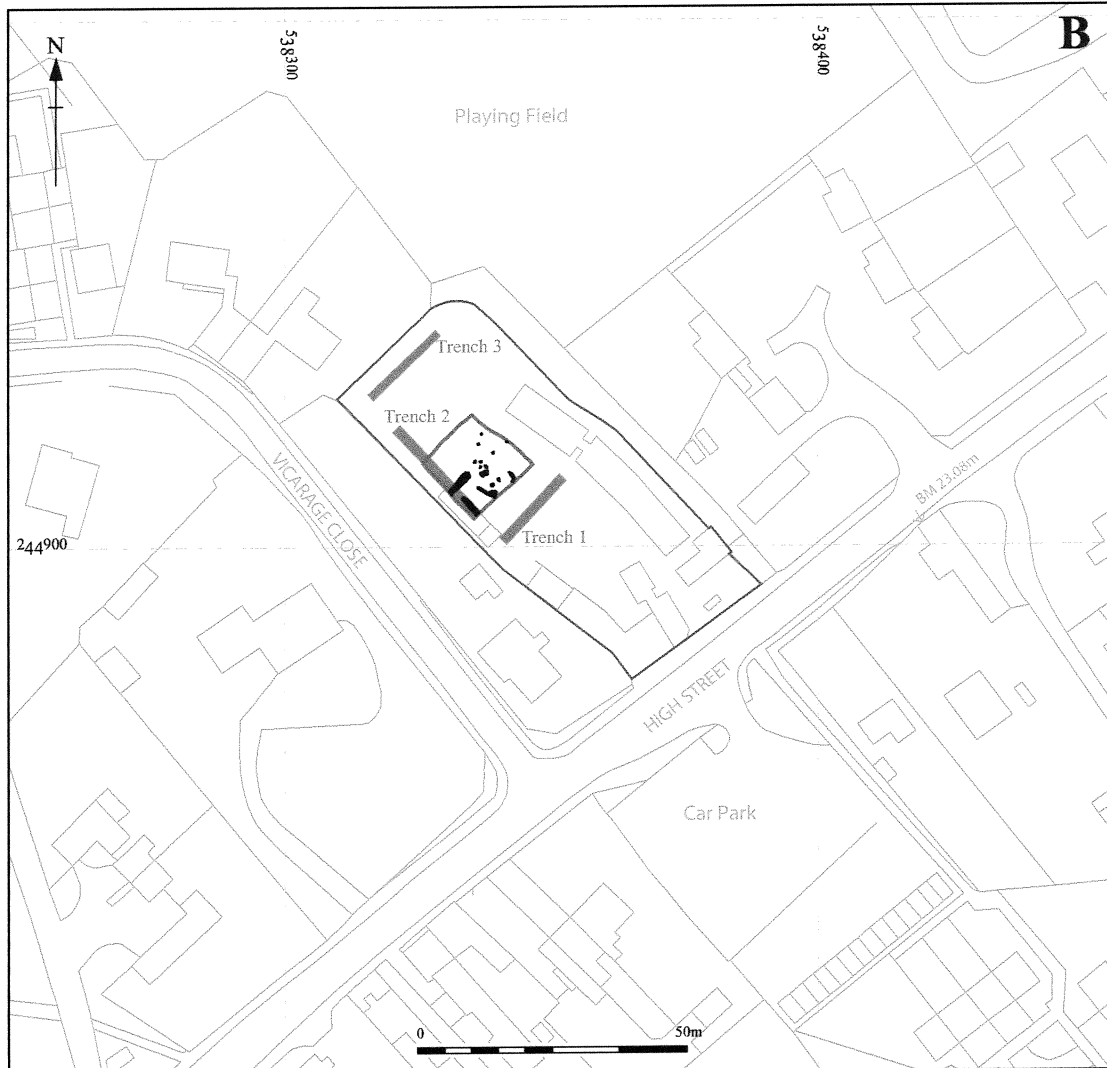 B
N
538300
538400
Playing Field
Trench 3
Trench 2
VICARAGE CLOSE
BM 23.08m
244900
Trench 1
HIGH STREET
Car Park
0
50m